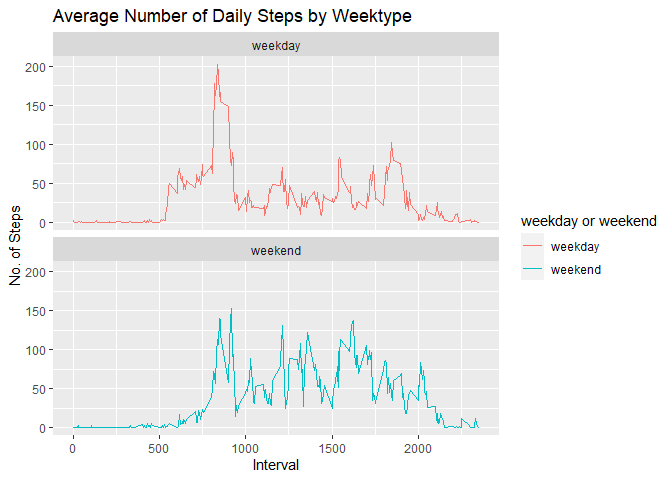 Average Number of Daily Steps by Weektype
weekday
200
150
100
50
0
weekend
200
150
100
50
0
No. of Steps
0 500 1000 1500 2000
Interval
weekday or weekend
weekday
weekend